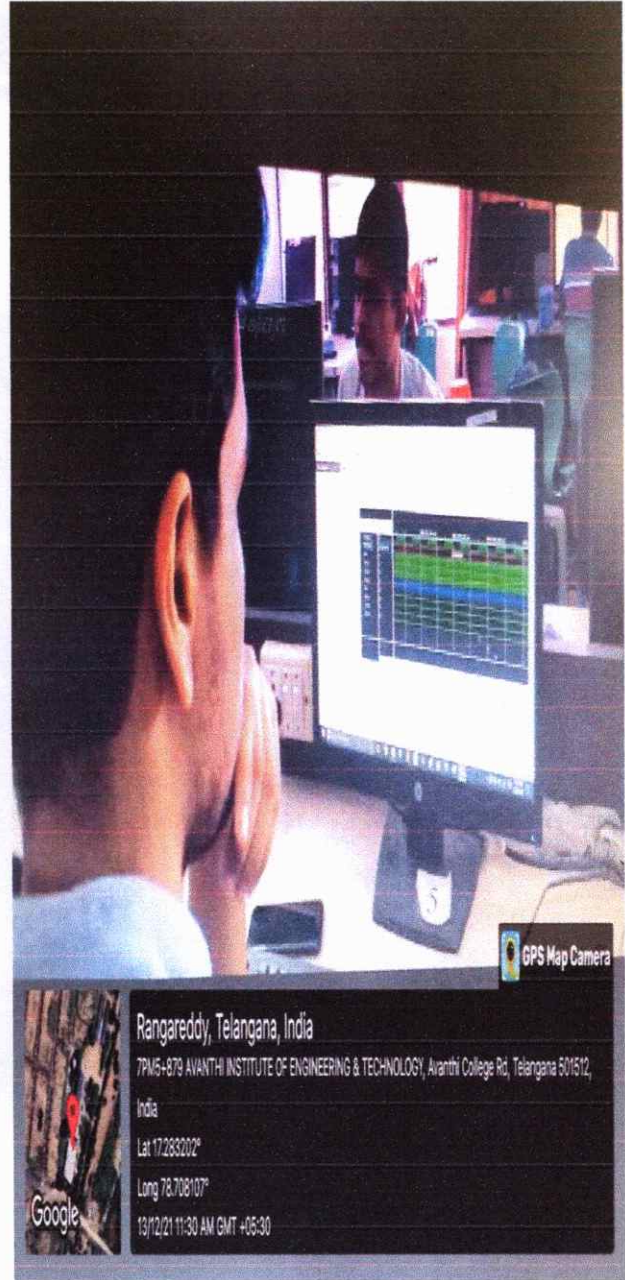 5
GPS Map Camera
Rangareddy, Telangana, India
7PM5+879 AVANTHI INSTITUTE OF ENGINEERING & TECHNOLOGY, Avanthi College Rd, Telangana 501512,
India
Lat 17.283202°
Long 78.708107°
13/12/21 11:30 AM GMT +05:30
Google